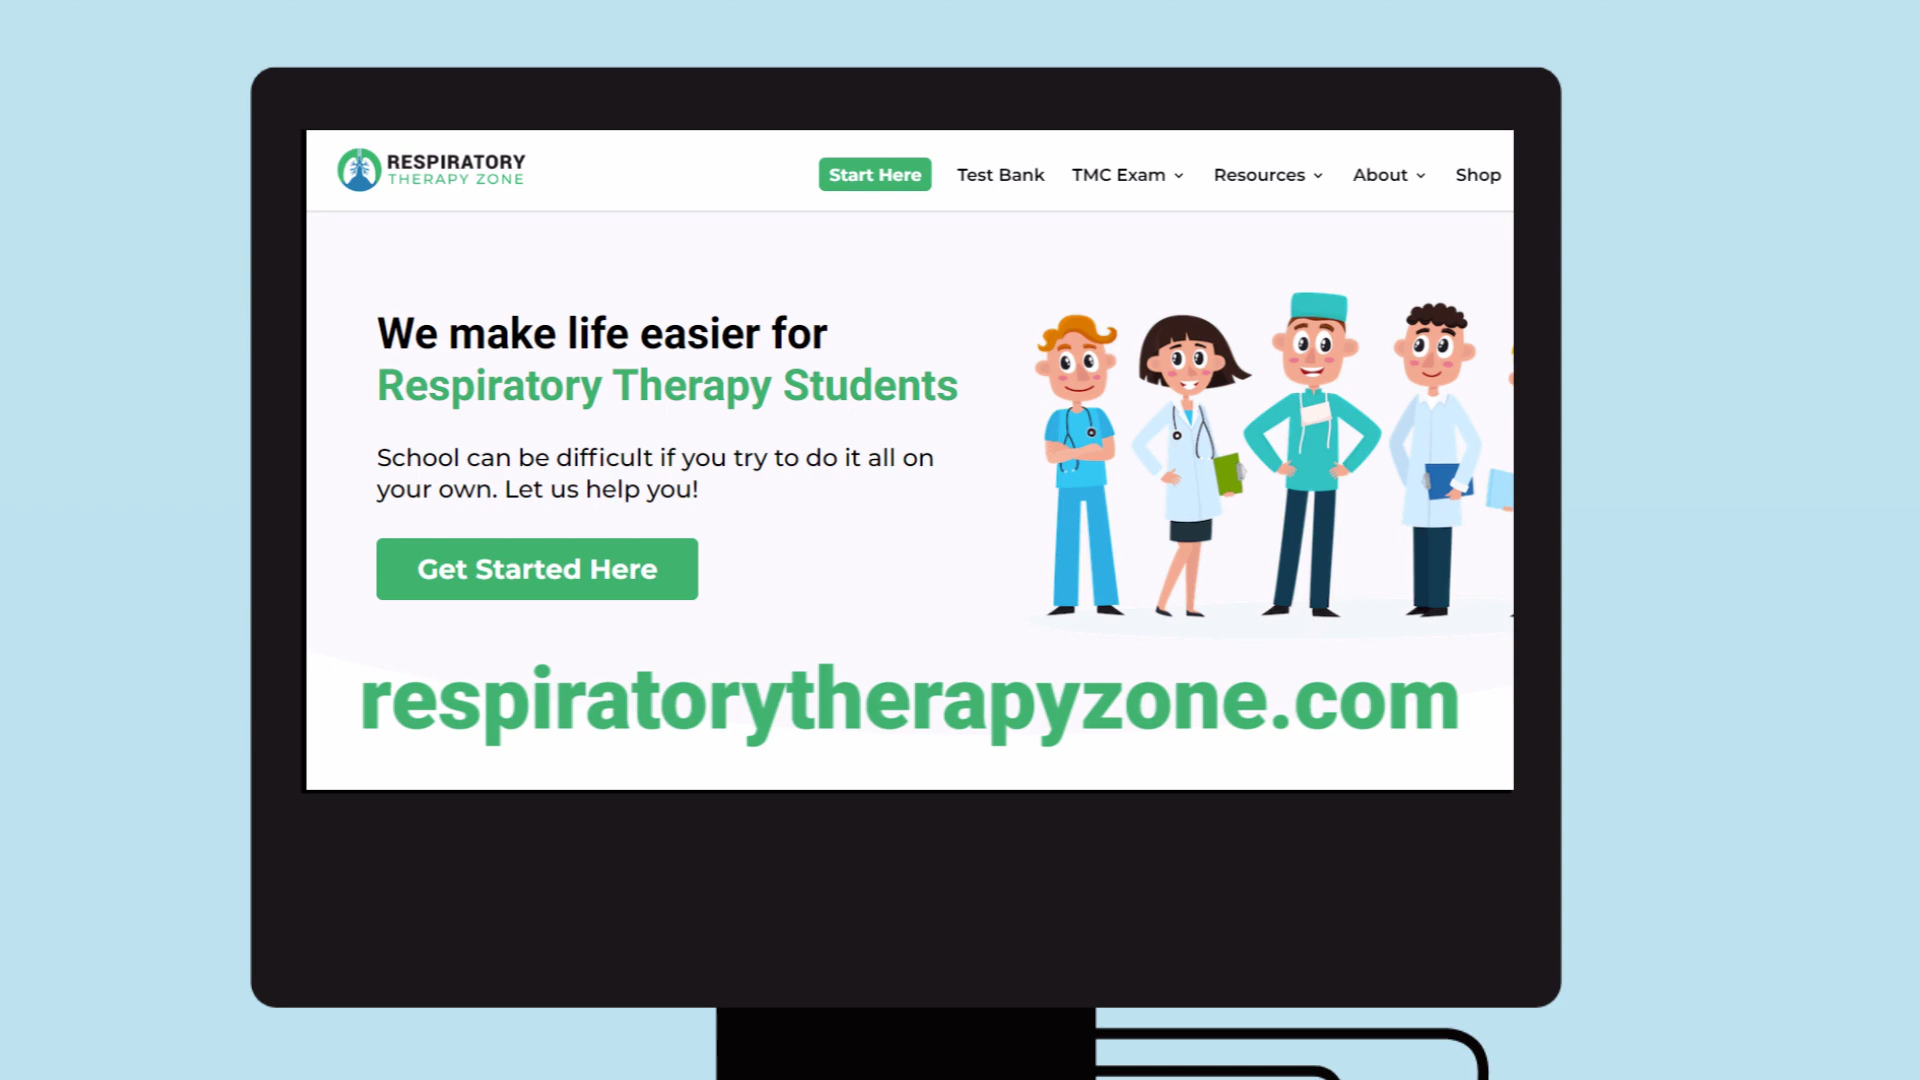 RESPIRATORY
THERAPY ZONE
Start Here
Test Bank
TMC Exam
Resources
About
Shop
We make life easier for
Respiratory Therapy Students
School can be difficult if you try to do it all on
your own. Let us help you!
Get Started Here
respiratorytherapyzone.com